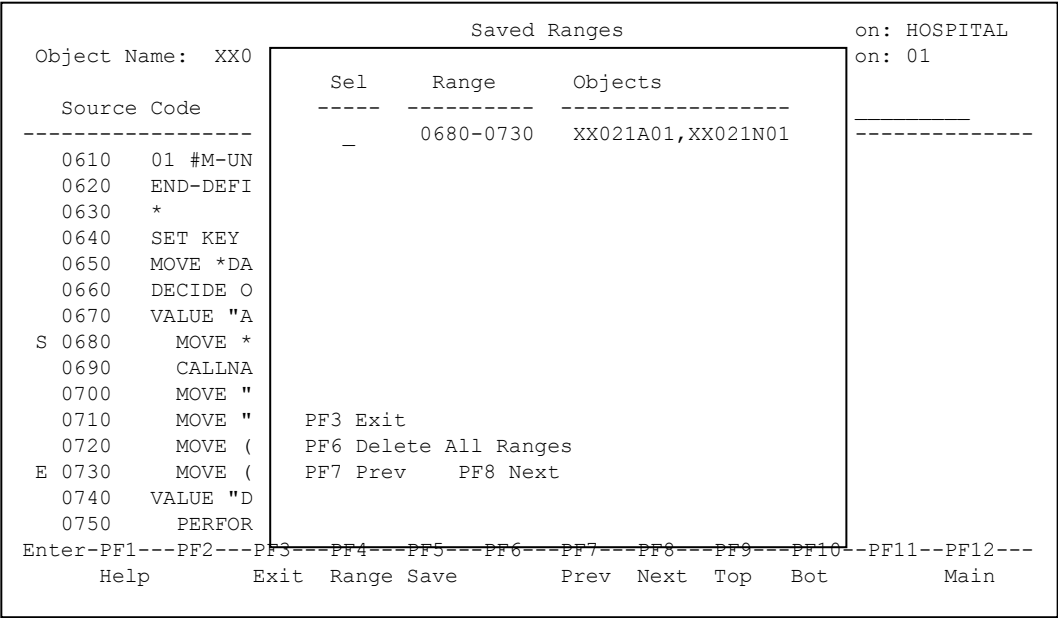 Saved Ranges                         on: HOSPITAL
Object Name:  XX0                                             on: 01
                       Sel    Range      Objects
  Source Code         -----  ----------  ------------------   _________
------------------     _      0680-0730   XX021A01,XX021N01   --------------
   0610   01 #M-UN
   0620   END-DEFI
   0630   *
   0640   SET KEY
   0650   MOVE *DA
   0660   DECIDE O
   0670   VALUE "A
 S 0680     MOVE *
   0690     CALLNA
   0700     MOVE "
   0710     MOVE "    PF3 Exit
   0720     MOVE (    PF6 Delete All Ranges
 E 0730     MOVE (    PF7 Prev    PF8 Next
   0740   VALUE "D
   0750     PERFOR
Enter-PF1---PF2---PF3---PF4---PF5---PF6---PF7---PF8---PF9---PF10--PF11--PF12---
      Help        Exit  Range Save        Prev  Next  Top   Bot         Main